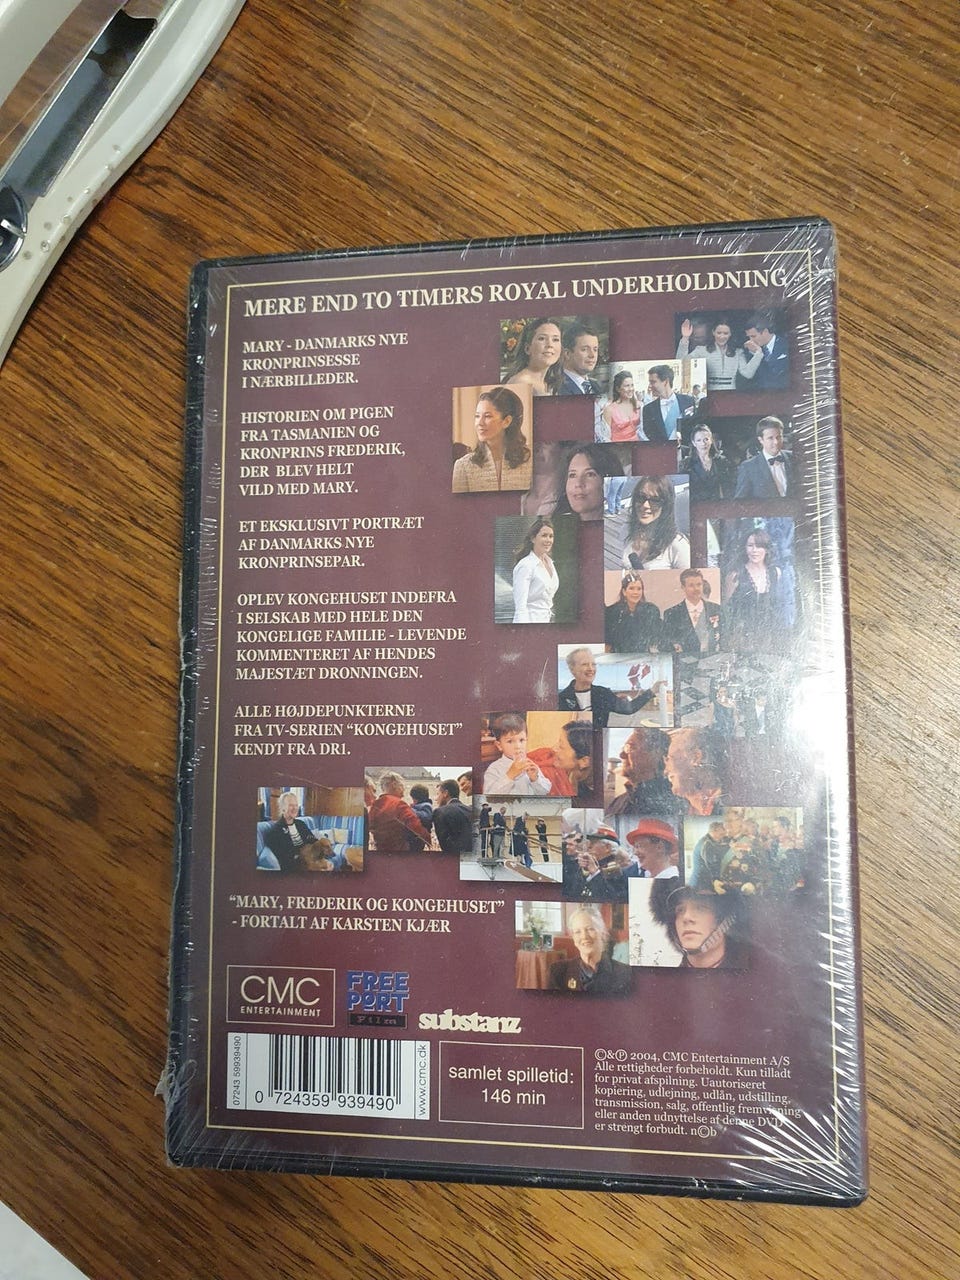 MERE END TO TIMERS ROYAL UNDERHOLDNING
MARY - DANMARKS NYE
KRONPRINSESSE
I NÆRBILLEDER.
HISTORIEN OM PIGEN
FRA TASMANIEN OG
KRONPRINS FREDERIK,
DER BLEV HELT
VILD MED MARY.
ET EKSKLUSIVT PORTRÆT
AF DANMARKS NYE
KRONPRINSEPAR.
OPLEV KONGEHUSET INDEFRA
I SELSKAB MED HELE DEN
KONGELIGE FAMILIE - LEVENDE
KOMMENTERET AF HENDES
MAJESTÆT DRONNINGEN.
ALLE HØJDEPUNKTERNE
FRA TV-SERIEN "KONGEHUSET"
KENDT FRA DR1.
"MARY, FREDERIK OG KONGEHUSET"
- FORTALT AF KARSTEN KJÆR
CMC
ENTERTAINMENT
FREE
PORT
Film
substanz
07243 59939490
0 724359 939490
www.cmc.dk
samlet spilletid:
146 min
©&℗ 2004, CMC Entertainment A/S
Alle rettigheder forbeholdt. Kun tilladt
for privat afspilning. Uautoriseret
kopiering, udlejning, udlån, udstilling,
transmission, salg, offentlig fremvisning
eller anden udnyttelse af denne DVD
er strengt forbudt. n©b